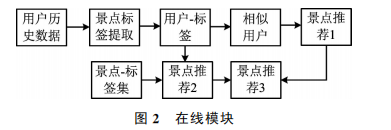 用户历
史数据
景点标
签提取
用户-标
签
相似
用户
景点推
荐1
景点-标
签集
景点推
荐2
景点推
荐3
图 2 在线模块